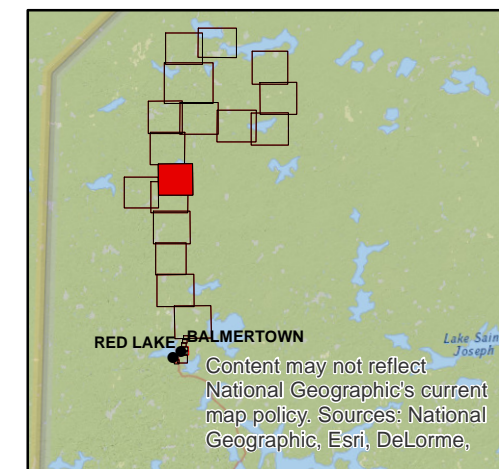 RED LAKE
BALMERTOWN
Lake Sain
Joseph
Content may not reflect
National Geographic's current
map policy. Sources: National
Geographic, Esri, DeLorme,